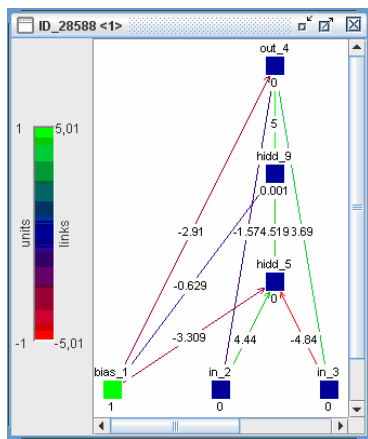 ID_28588 <1>
out_4
0
1 5,01
5
hidd_9
0.001
units
links
-2.91 -1.574.519 3.69
-0.629
hidd_5
0
-1 -5,01
-3.309 4.44 -4.84
bias_1 in_2 in_3
1 0 0